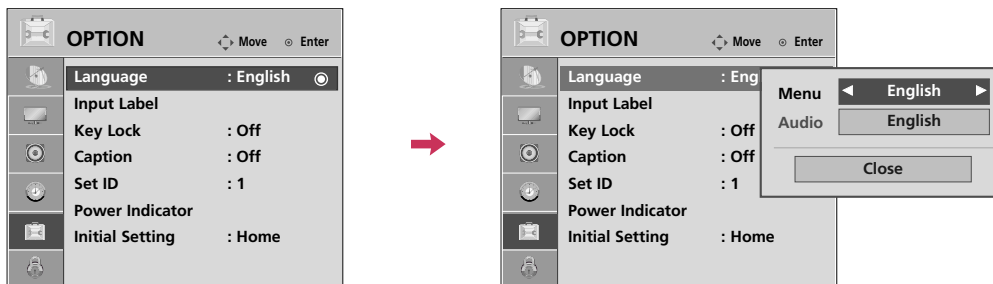 OPTION Move Enter
Language : English
Input Label
Key Lock : Off
Caption : Off
Set ID : 1
Power Indicator
Initial Setting : Home
OPTION Move Enter
Language : Eng
Input Label
Key Lock : Off
Caption : Off
Set ID : 1
Power Indicator
Initial Setting : Home
Menu English
Audio English
Close